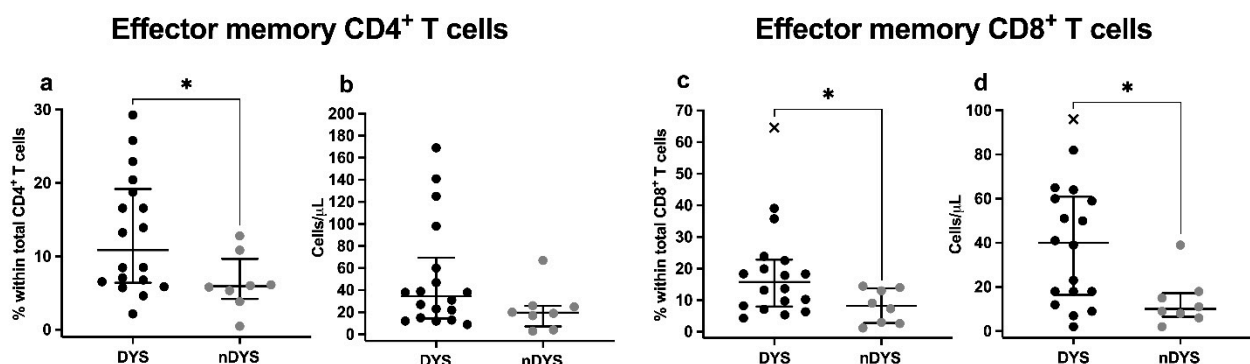 Effector memory CD4⁺ T cells
Effector memory CD8⁺ T cells
a
*
% within total CD4⁺ T cells
30
20
10
0
DYS
nDYS
b
Cells/μL
200
180
160
140
120
100
80
60
40
20
0
DYS
nDYS
c
*
% within total CD8⁺ T cells
70
60
50
40
30
20
10
0
DYS
nDYS
d
*
Cells/μL
100
80
60
40
20
0
DYS
nDYS